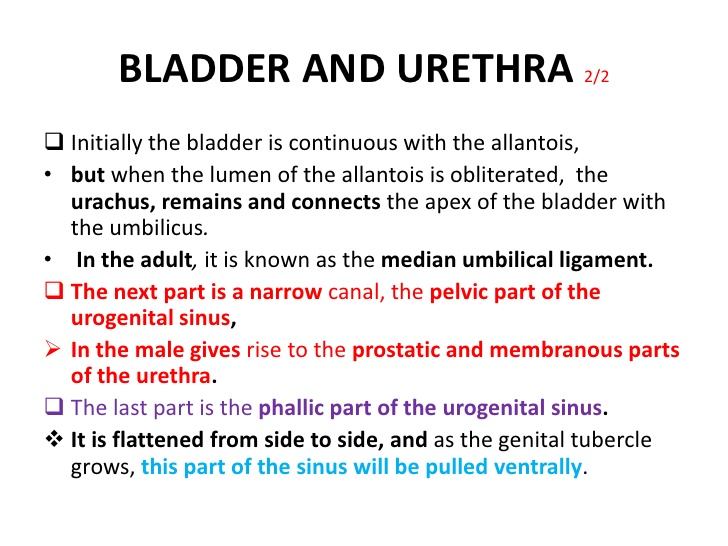 BLADDER AND URETHRA 2/2
❑ Initially the bladder is continuous with the allantois,
• but when the lumen of the allantois is obliterated, the
urachus, remains and connects the apex of the bladder with
the umbilicus.
• In the adult, it is known as the median umbilical ligament.
❑ The next part is a narrow canal, the pelvic part of the
urogenital sinus,
➢ In the male gives rise to the prostatic and membranous parts
of the urethra.
❑ The last part is the phallic part of the urogenital sinus.
❖ It is flattened from side to side, and as the genital tubercle
grows, this part of the sinus will be pulled ventrally.